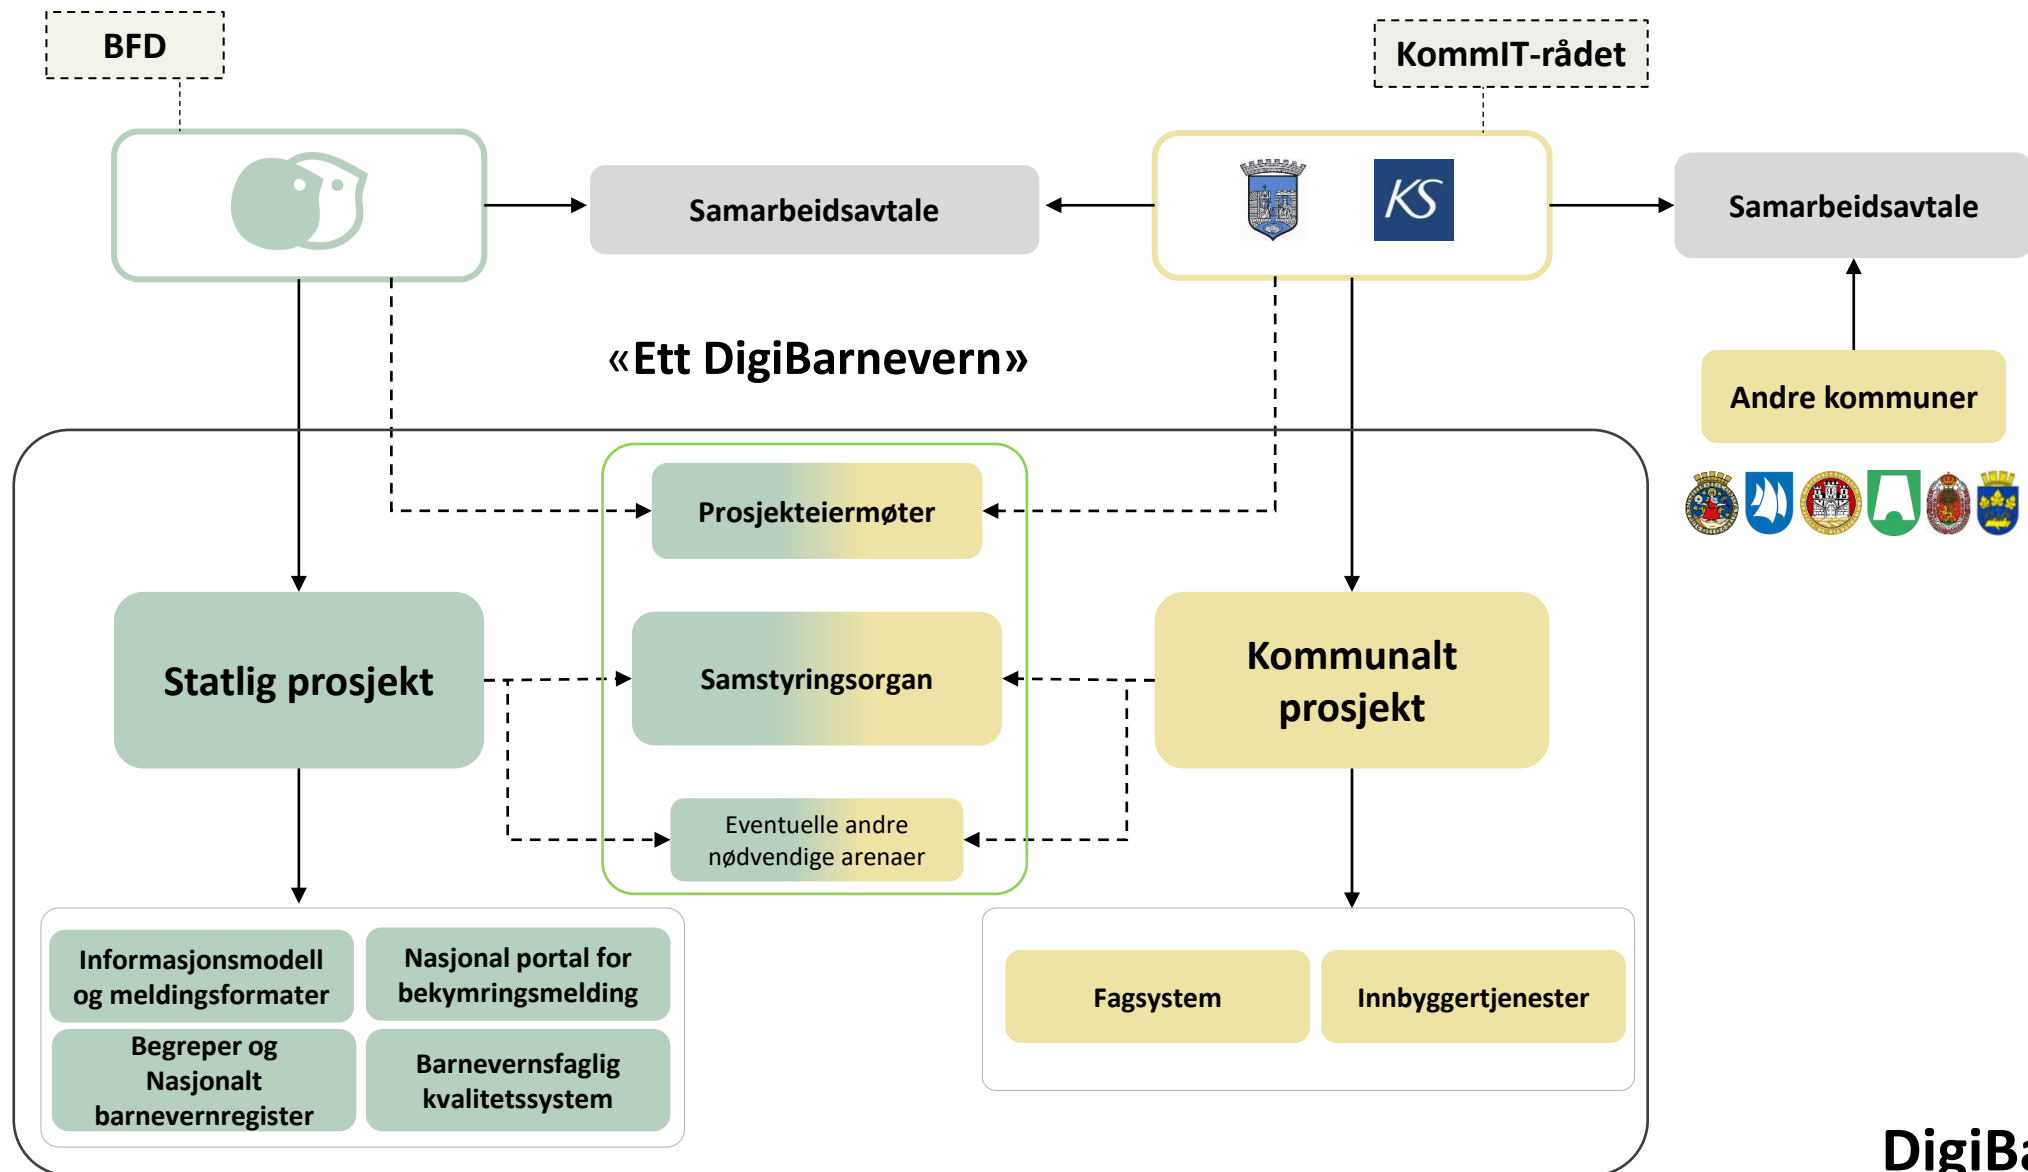 BFD
KommIT-rådet
Samarbeidsavtale
KS
Samarbeidsavtale
«Ett DigiBarnevern»
Andre kommuner
Prosjekteiermøter
Statlig prosjekt
Samstyringsorgan
Kommunalt
prosjekt
Eventuelle andre
nødvendige arenaer
Informasjonsmodell
og meldingsformater
Nasjonal portal for
bekymringsmelding
Begreper og
Nasjonalt
barnevernregister
Barnevernsfaglig
kvalitetssystem
Fagsystem
Innbyggertjenester
DigiBa